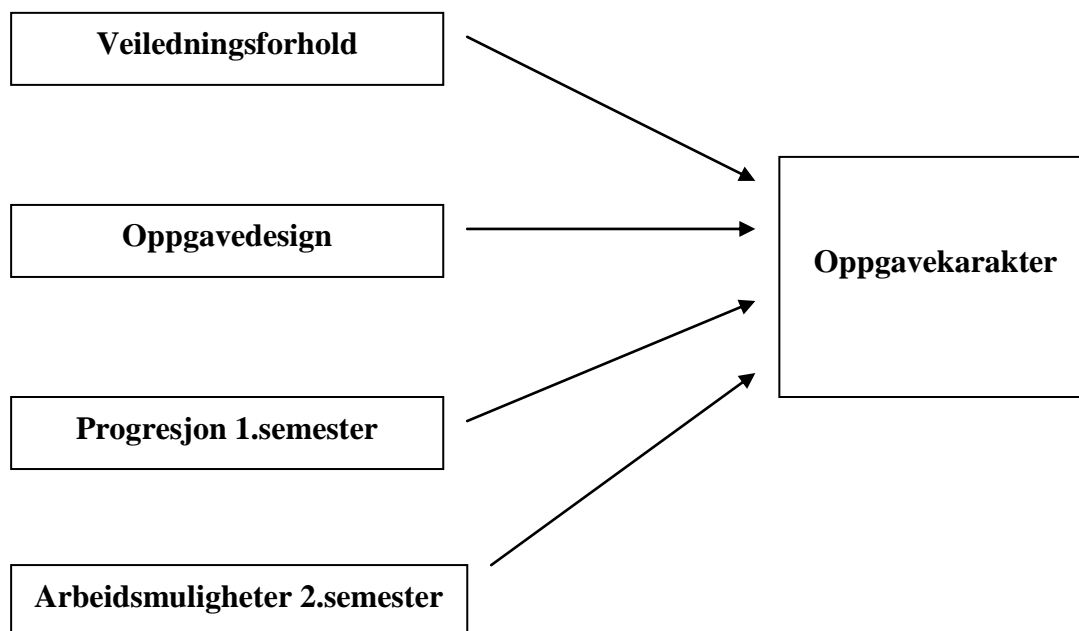 Veiledningsforhold
Oppgavedesign
Oppgavekarakter
Progresjon 1.semester
Arbeidsmuligheter 2.semester